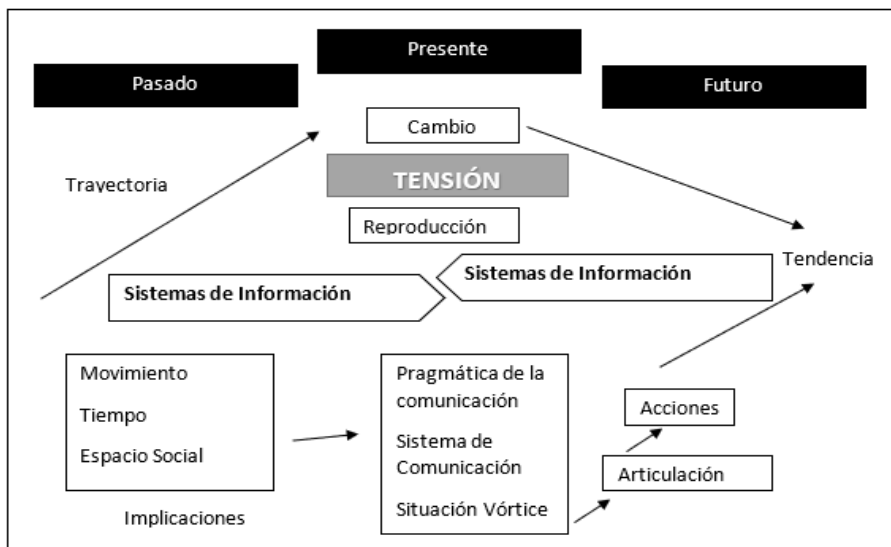 Presente
Pasado
Futuro
Cambio
Trayectoria
TENSIÓN
Reproducción
Tendencia
Sistemas de Información
Sistemas de Información
Movimiento
Tiempo
Espacio Social
Pragmática de la
comunicación
Sistema de
Comunicación
Situación Vórtice
Acciones
Articulación
Implicaciones